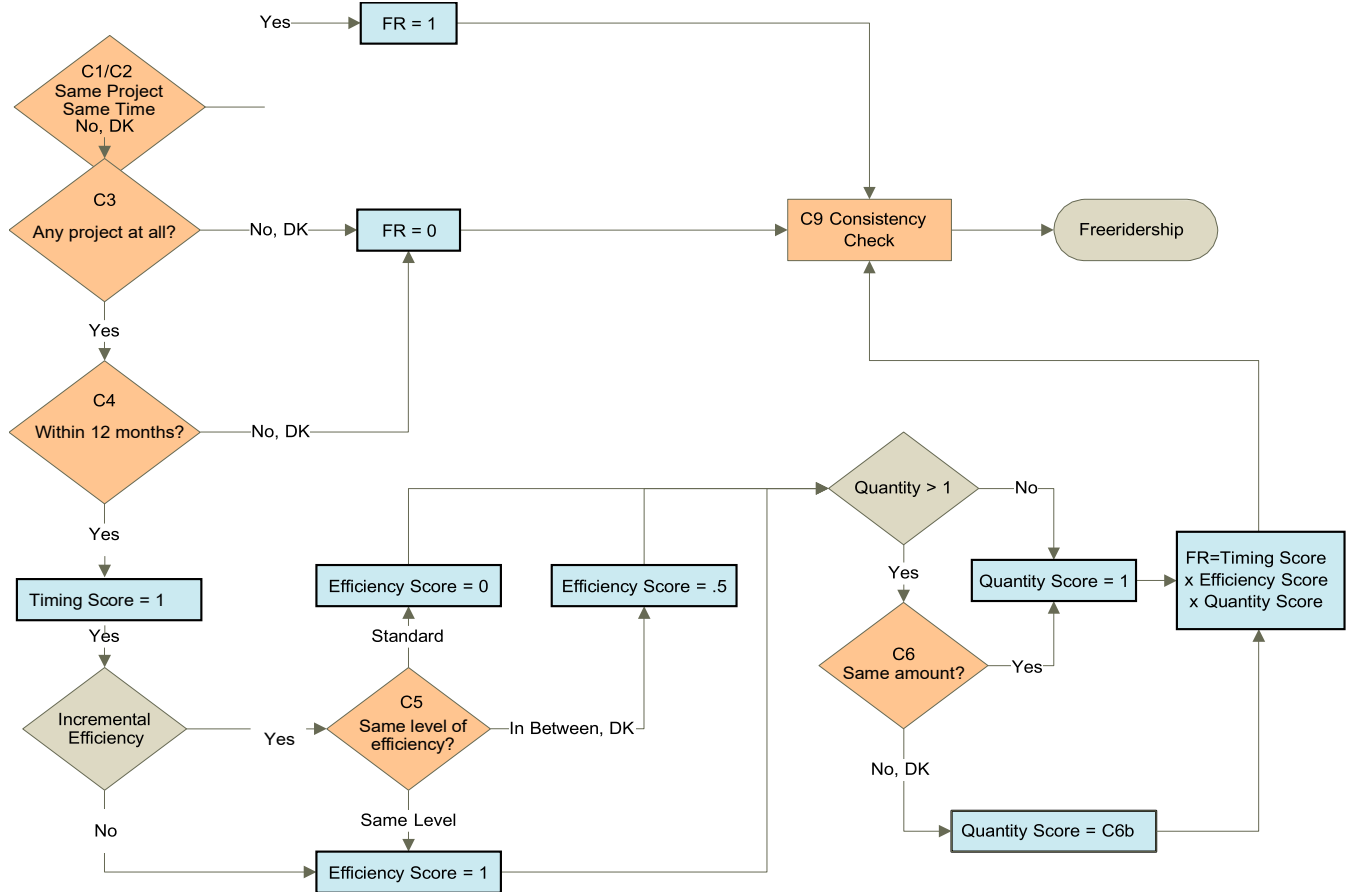 Yes
FR = 1
C1/C2
Same Project
Same Time
No, DK
C3
Any project at all?
No, DK
FR = 0
C9 Consistency
Check
Freeridership
Yes
C4
Within 12 months?
No, DK
Yes
Timing Score = 1
Yes
Incremental
Efficiency
Yes
No
Efficiency Score = 0
Standard
C5
Same level of
efficiency?
In Between, DK
Efficiency Score = .5
Same Level
Efficiency Score = 1
Quantity > 1
No
Yes
Quantity Score = 1
C6
Same amount?
Yes
No, DK
Quantity Score = C6b
FR=Timing Score
x Efficiency Score
x Quantity Score